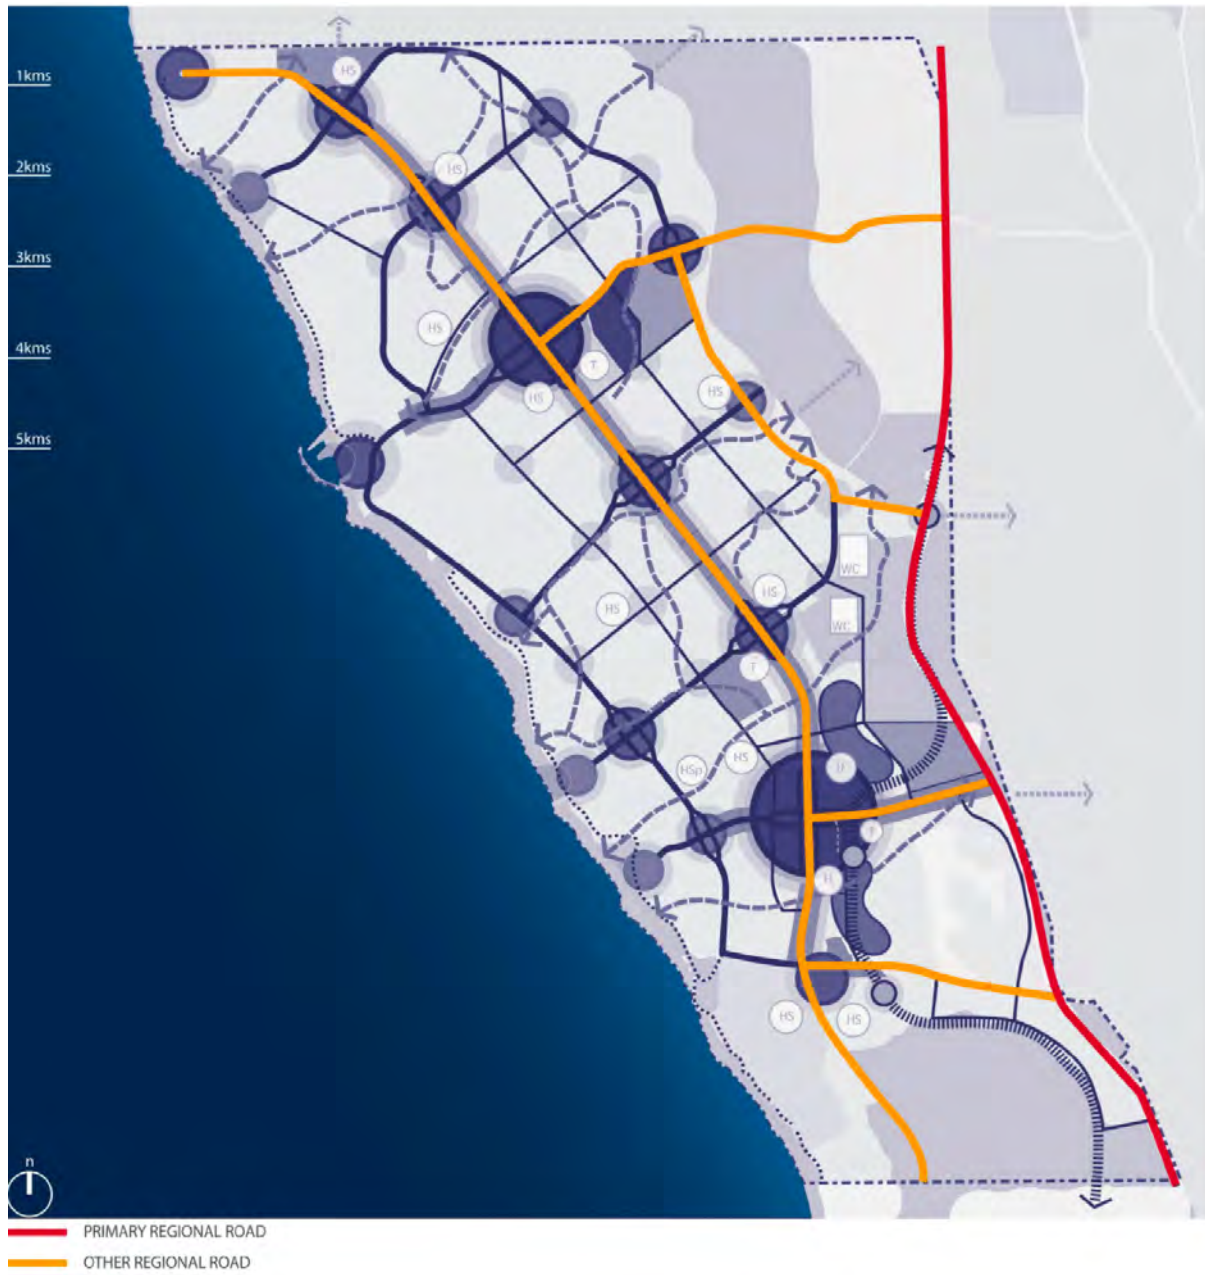 1kms
HS
HS
2kms
3kms
HS
4kms
T
HS
HS
5kms
WC
HS
HS
WC
T
HS
HSp
U
T
H
HS
HS
n
PRIMARY REGIONAL ROAD
OTHER REGIONAL ROAD